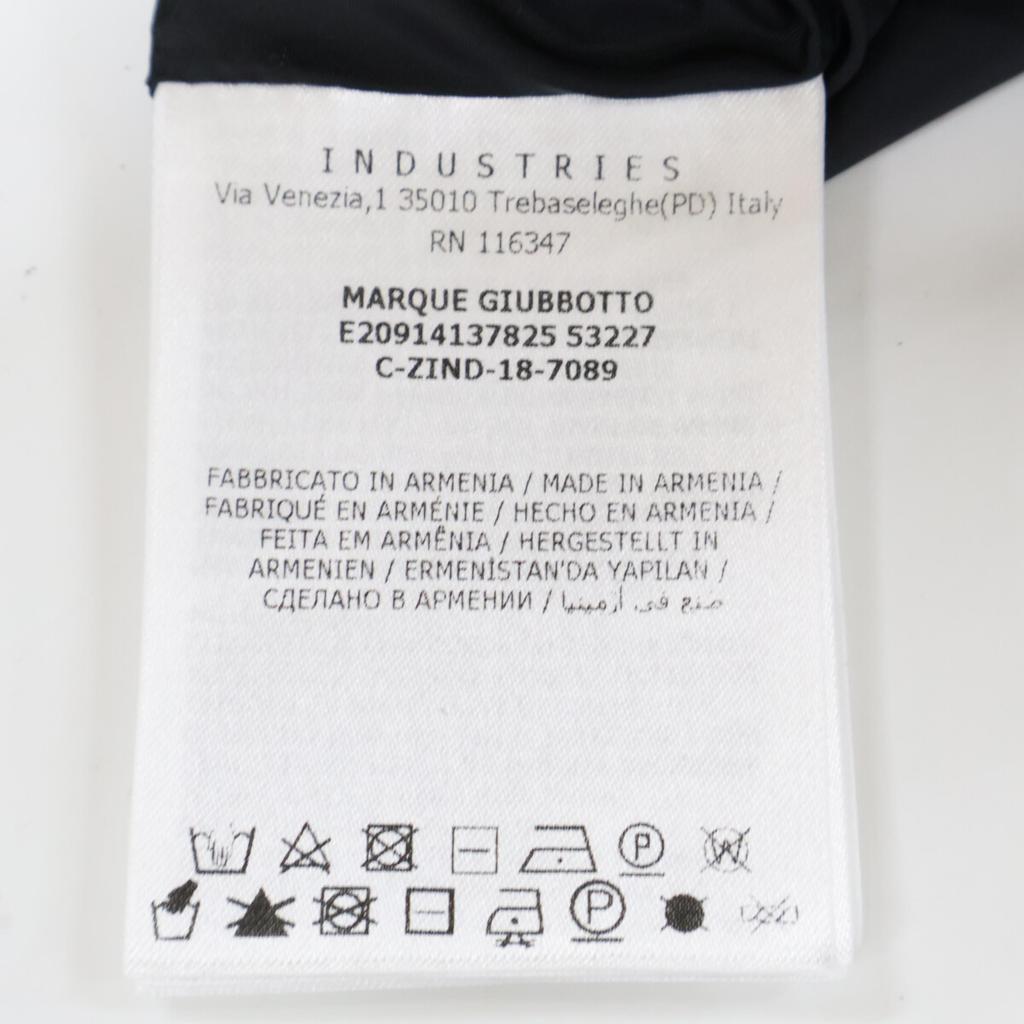 INDUSTRIES
Via Venezia,1 35010 Trebaseleghe(PD) Italy
RN 116347
MARQUE GIUBBOTTO
E20914137825 53227
C-ZIND-18-7089
FABBRICATO IN ARMENIA / MADE IN ARMENIA /
FABRIQUÉ EN ARMÉNIE / HECHO EN ARMENIA /
FEITA EM ARMÊNIA / HERGESTELLT IN
ARMENIEN / ERMENİSTAN'DA YAPILAN /
СДЕЛАНО В АРМЕНИИ / صنع في أرمينيا
P W
P